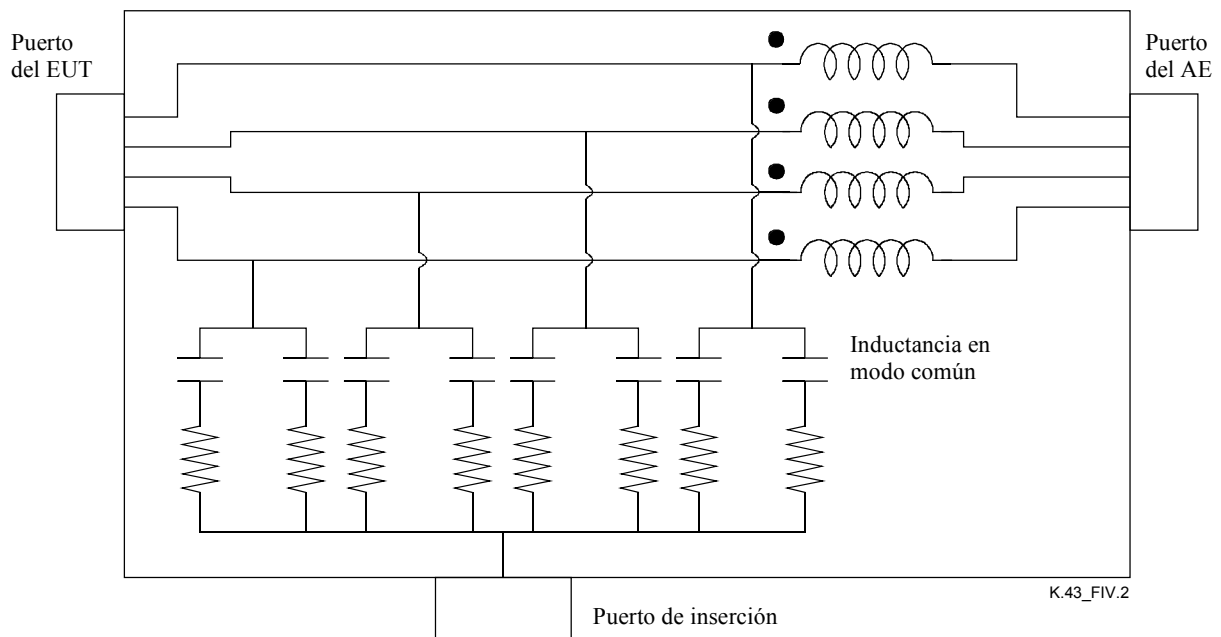 Puerto
del EUT
Puerto
del AE
Inductancia en
modo común
K.43_FIV.2
Puerto de inserción